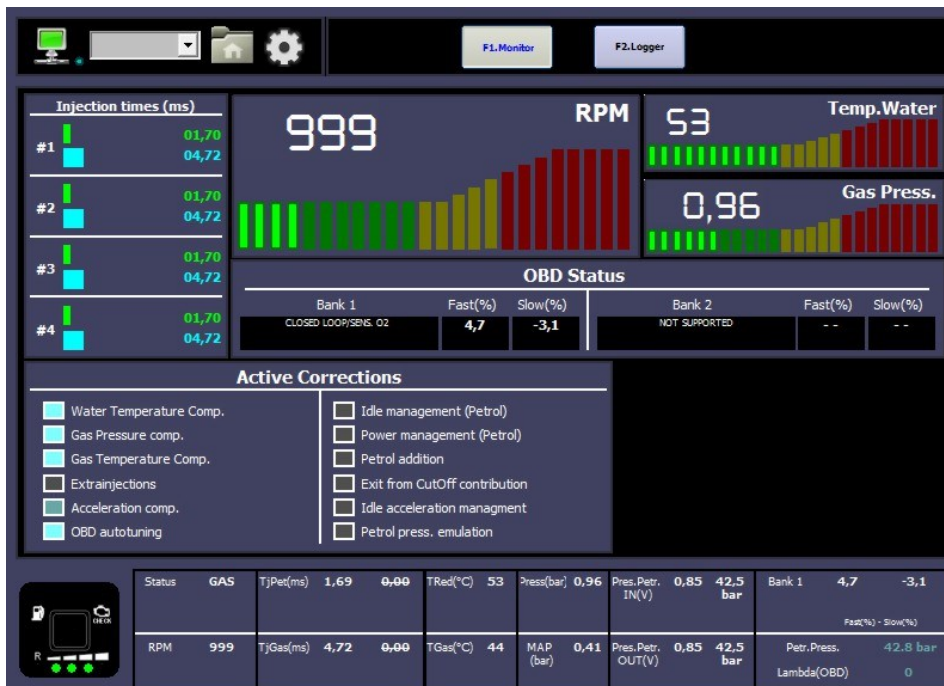 F1.Monitor F2.Logger
Injection times (ms)
#1 01,70
04,72
#2 01,70
04,72
#3 01,70
04,72
#4 01,70
04,72
999 RPM
53 Temp.Water
0,96 Gas Press.
OBD Status
Bank 1 Fast(%) Slow(%) Bank 2 Fast(%) Slow(%)
CLOSED LOOP/SENS. O2 4,7 -3,1 NOT SUPPORTED - - - -
Active Corrections
Water Temperature Comp.
Gas Pressure comp.
Gas Temperature Comp.
Extrainjections
Acceleration comp.
OBD autotuning
Idle management (Petrol)
Power management (Petrol)
Petrol addition
Exit from CutOff contribution
Idle acceleration managment
Petrol press. emulation
CHECK
R
Status GAS TjPet(ms) 1,69 0,00 TRed(°C) 53 Press(bar) 0,96 Pres.Petr. IN(V) 0,85 42,5 bar Bank 1 4,7 -3,1
Fast(%) - Slow(%)
RPM 999 TjGas(ms) 4,72 0,00 TGas(°C) 44 MAP (bar) 0,41 Pres.Petr. OUT(V) 0,85 42,5 bar Petr.Press. 42.8 bar
Lambda(OBD) 0